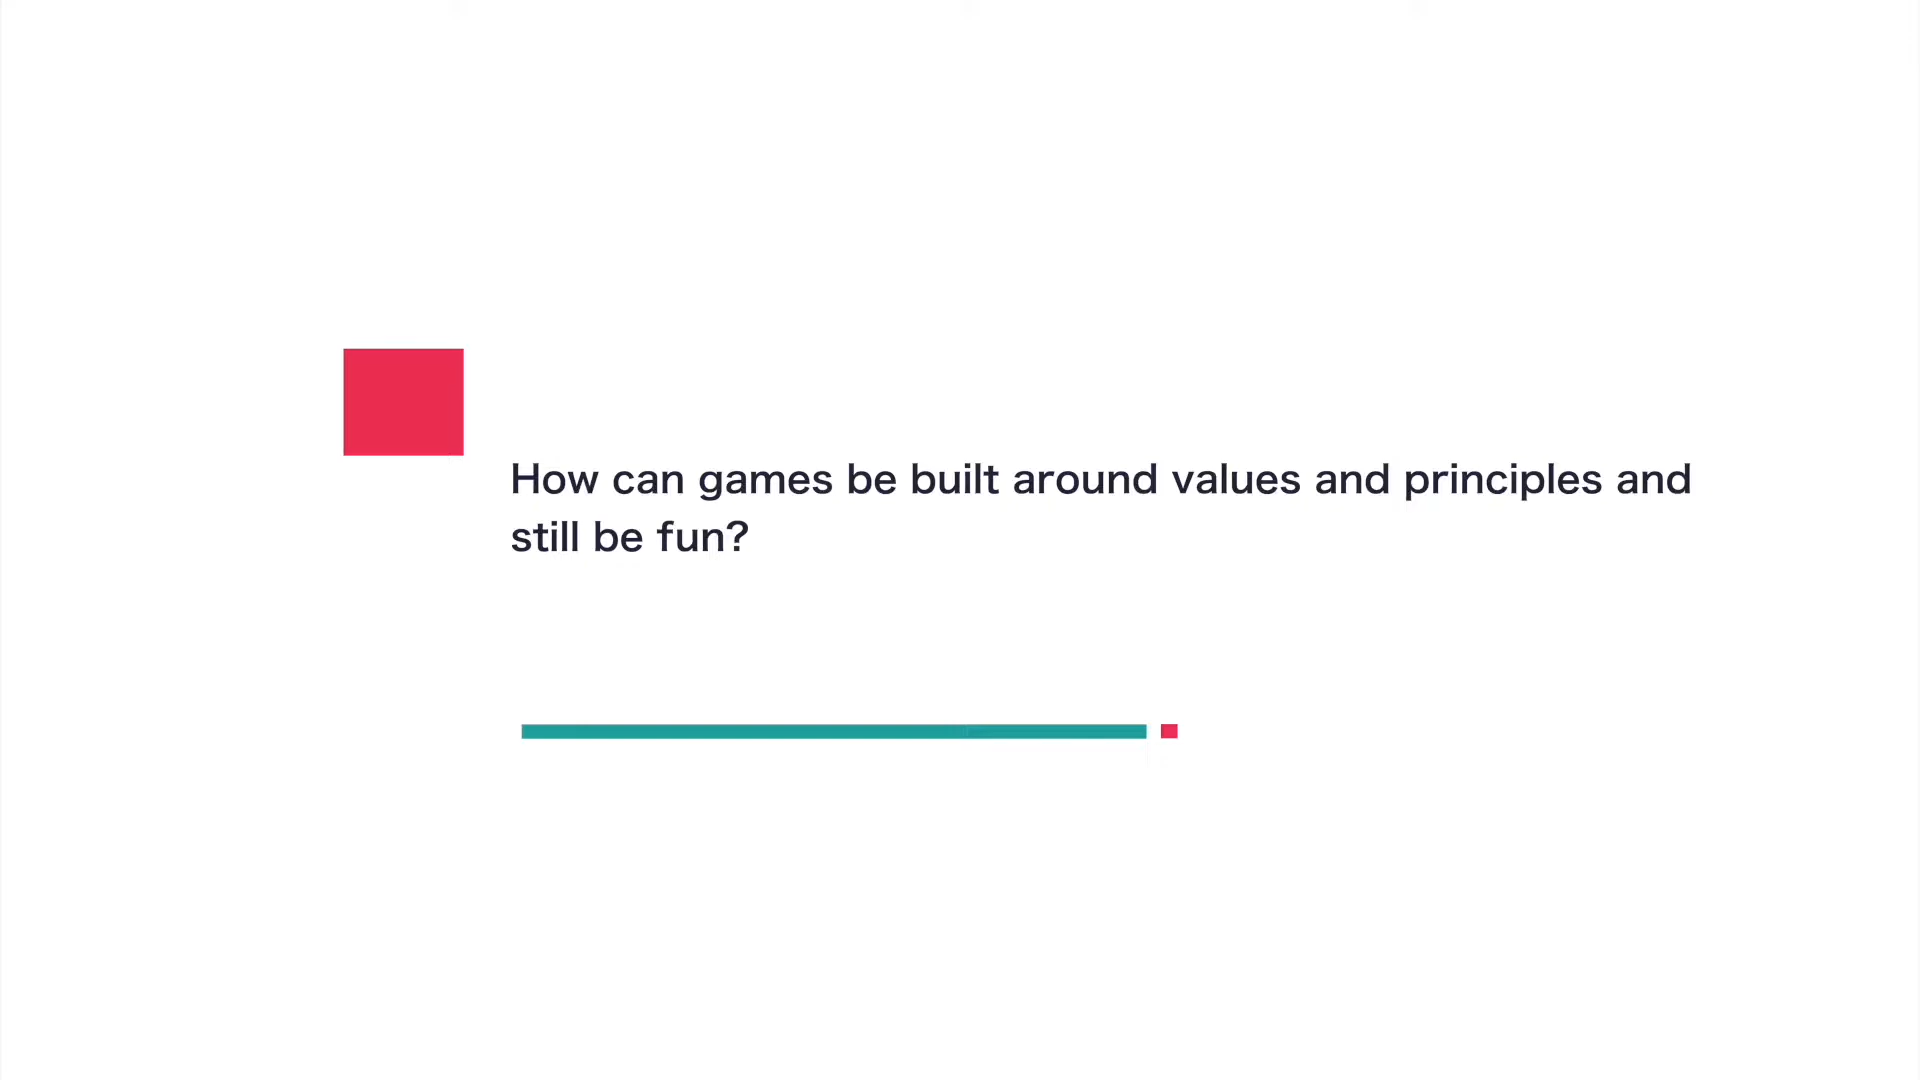 How can games be built around values and principles and
still be fun?